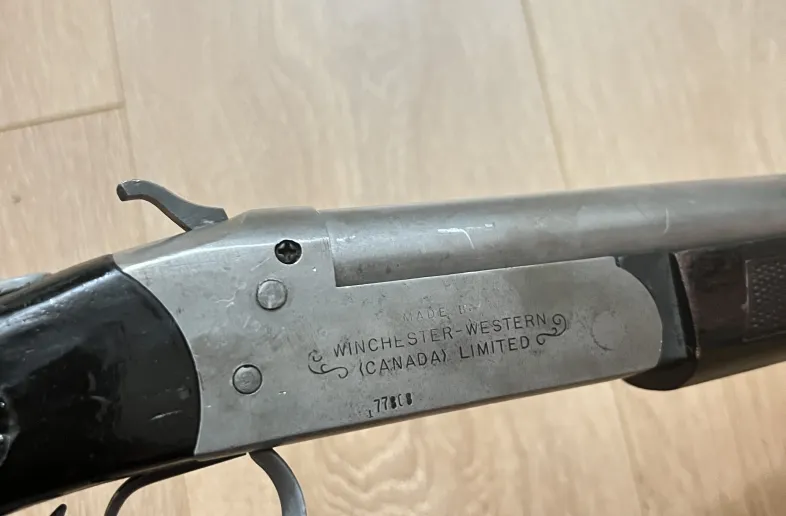 MADE BY
WINCHESTER-WESTERN
(CANADA) LIMITED